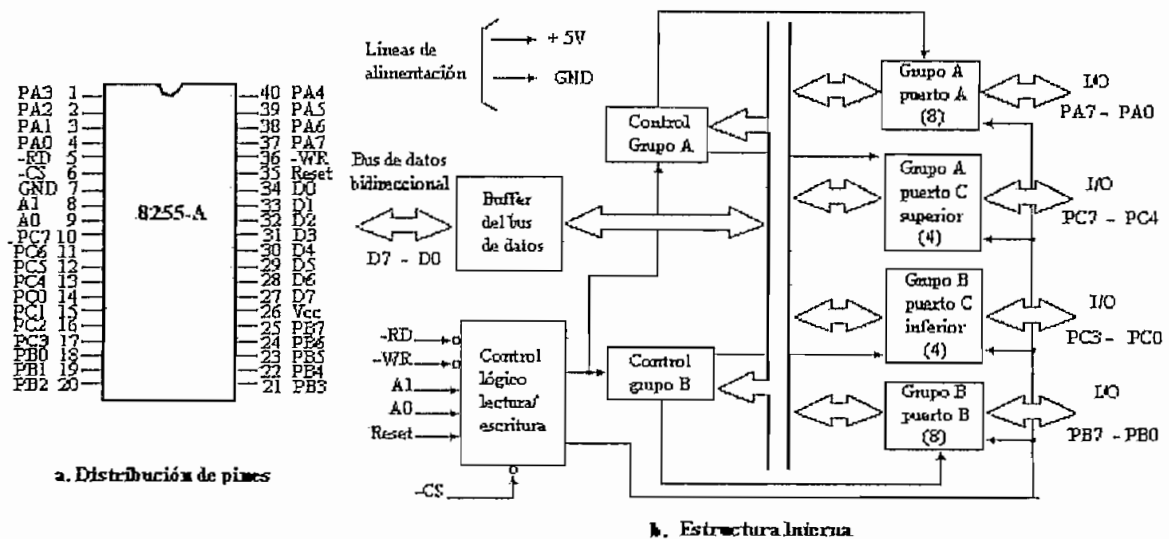 PA3 1
PA2 2
PA1 3
PA0 4
-RD 5
-CS 6
GND 7
A1 8
A0 9
PC7 10
PC6 11
PC5 12
PC4 13
PC0 14
PC1 15
PC2 16
PC3 17
PB0 18
PB1 19
PB2 20
8255-A
40 PA4
39 PA5
38 PA6
37 PA7
36 -WR
35 Reset
34 D0
33 D1
32 D2
31 D3
30 D4
29 D5
28 D6
27 D7
26 Vcc
25 PB7
24 PB6
23 PB5
22 PB4
21 PB3
a. Distribución de pines
Lineas de
alimentación
+ 5V
GND
Bus de datos
bidireccional
D7 - D0
Buffer
del bus
de datos
Control
Grupo A
-RD
-WR
A1
A0
Reset
-CS
Control
lógico
lectura/
escritura
Control
grupo B
Grupo A
puerto A
(8)
I/O
PA7 - PA0
Grupo A
puerto C
superior
(4)
I/O
PC7 - PC4
Grupo B
puerto C
inferior
(4)
I/O
PC3 - PC0
Grupo B
puerto B
(8)
I/O
PB7 - PB0
b. Estructura Interna